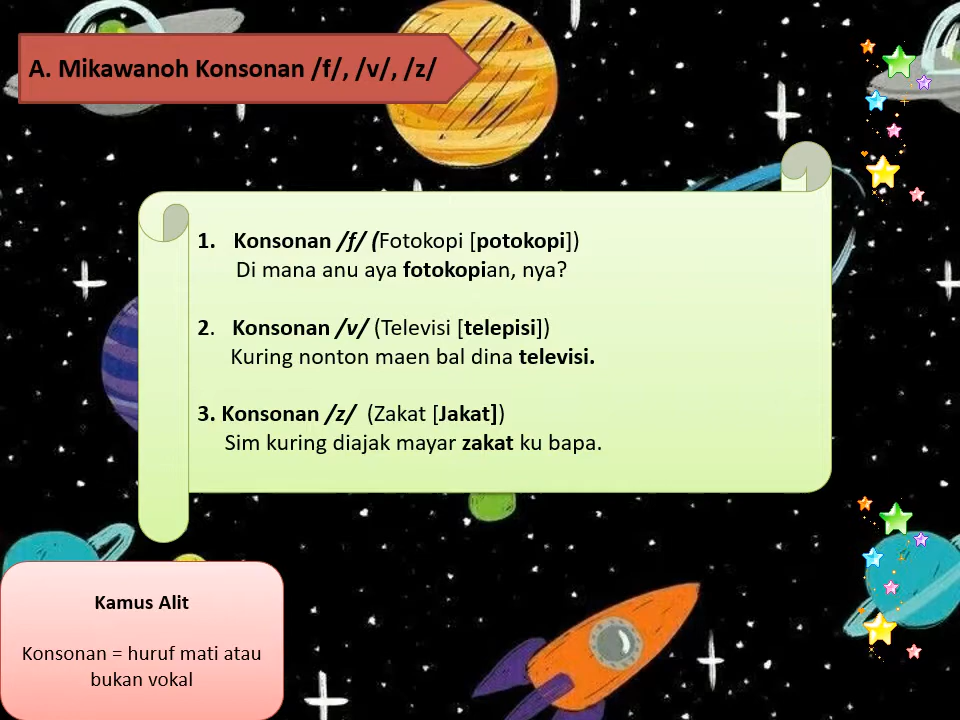 A. Mikawanoh Konsonan /f/, /v/, /z/
1. Konsonan /f/ (Fotokopi [potokopi])
Di mana anu aya fotokopian, nya?
2. Konsonan /v/ (Televisi [telepisi])
Kuring nonton maen bal dina televisi.
3. Konsonan /z/ (Zakat [Jakat])
Sim kuring diajak mayar zakat ku bapa.
Kamus Alit
Konsonan = huruf mati atau
bukan vokal